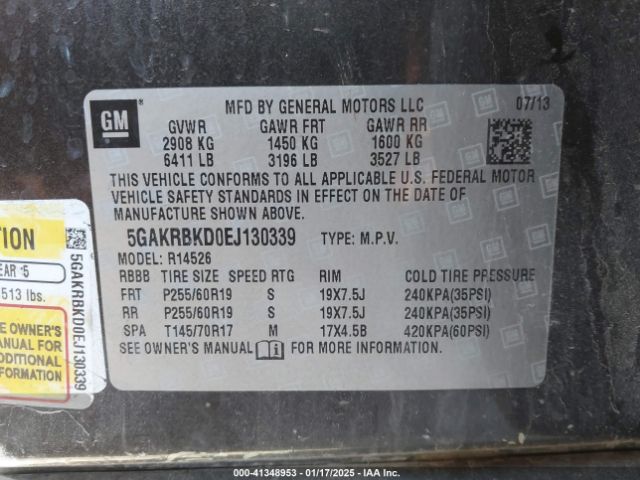 GM
MFD BY GENERAL MOTORS LLC 07/13
GVWR GAWR FRT GAWR RR
2908 KG 1450 KG 1600 KG
6411 LB 3196 LB 3527 LB
THIS VEHICLE CONFORMS TO ALL APPLICABLE U.S. FEDERAL MOTOR
VEHICLE SAFETY STANDARDS IN EFFECT ON THE DATE OF
MANUFACTURE SHOWN ABOVE.
5GAKRBKD0EJ130339 TYPE: M.P.V.
MODEL: R14526
RBBB TIRE SIZE SPEED RTG RIM COLD TIRE PRESSURE
FRT P255/60R19 S 19X7.5J 240KPA(35PSI)
RR P255/60R19 S 19X7.5J 240KPA(35PSI)
SPA T145/70R17 M 17X4.5B 420KPA(60PSI)
SEE OWNER'S MANUAL FOR MORE INFORMATION
TION
EAR 5
513 lbs.
E OWNER'S
ANUAL FOR
DDITIONAL
FORMATION
5GAKRBKD0EJ130339
© - 41348953 - 01/17/2025 - IAA Inc.